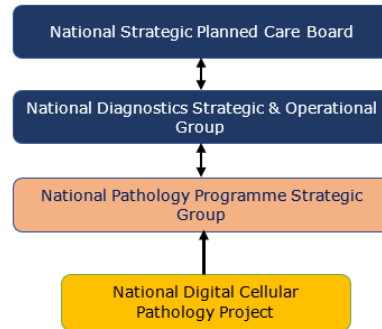 National Strategic Planned Care Board
National Diagnostics Strategic & Operational
Group
National Pathology Programme Strategic
Group
National Digital Cellular
Pathology Project